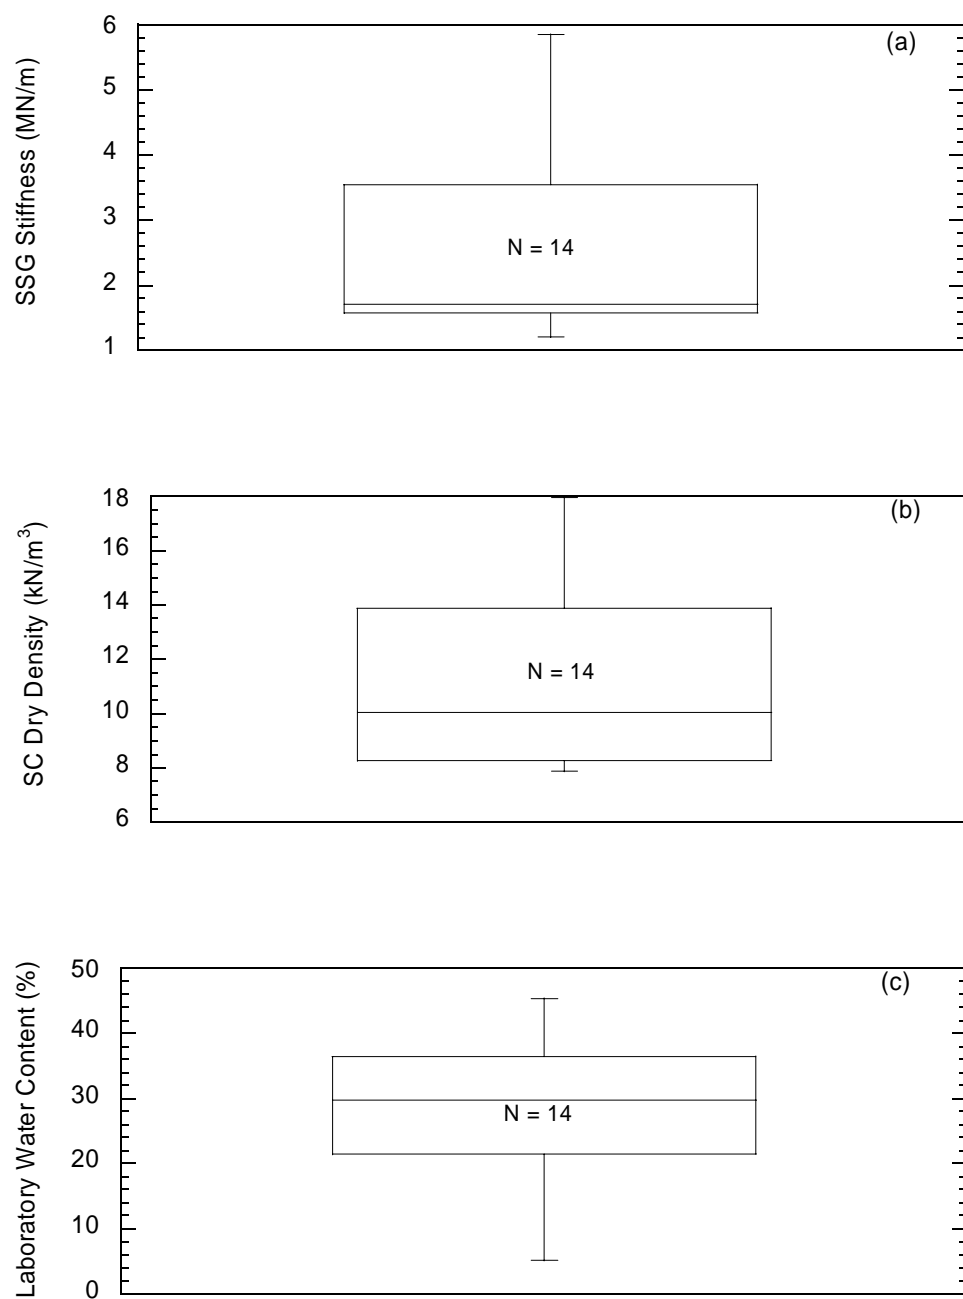 (a)
SSG Stiffness (MN/m)
6
5
4
3
2
1
N = 14
(b)
SC Dry Density (kN/m³)
18
16
14
12
10
8
6
N = 14
(c)
Laboratory Water Content (%)
50
40
30
20
10
0
N = 14